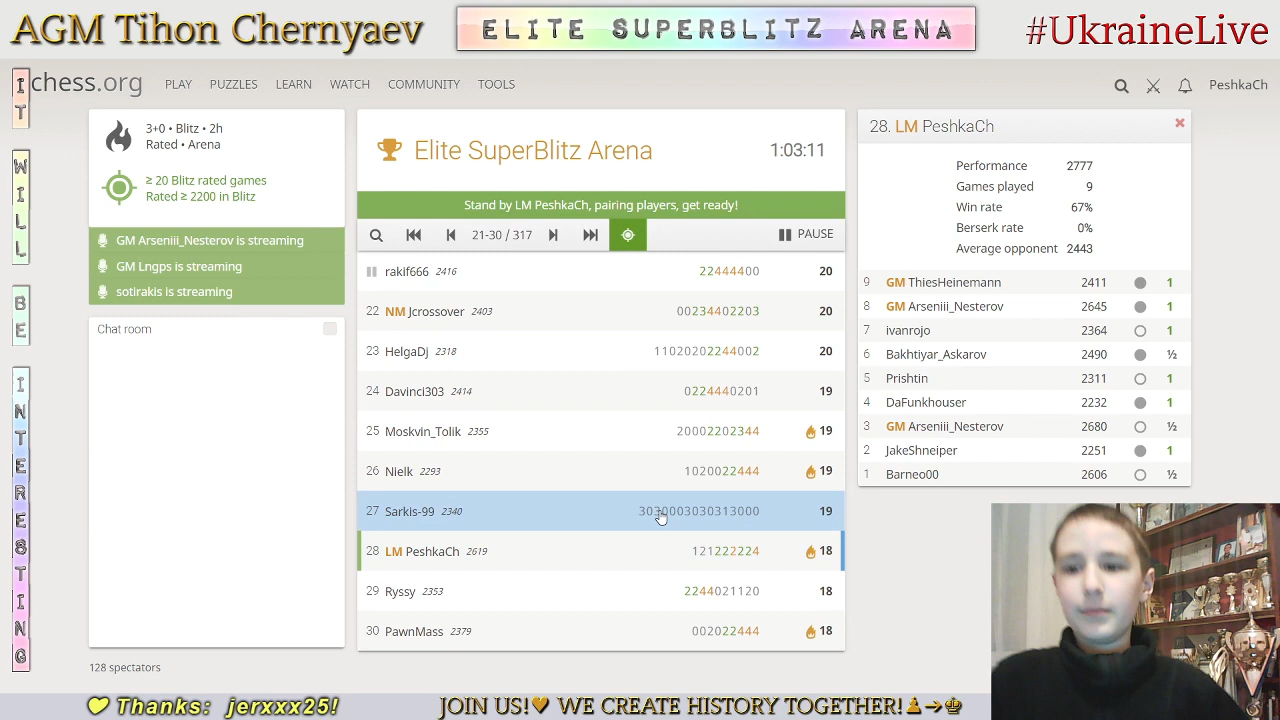 AGM Tihon Chernyaev
ELITE SUPERBLITZ ARENA
#UkraineLive
IT WILL BE INTERESTING
chess.org
PLAY PUZZLES LEARN WATCH COMMUNITY TOOLS
PeshkaCh
3+0 • Blitz • 2h
Rated • Arena
≥ 20 Blitz rated games
Rated ≥ 2200 in Blitz
GM Arseniii_Nesterov is streaming
GM Lngps is streaming
sotirakis is streaming
Chat room
128 spectators
Elite SuperBlitz Arena 1:03:11
Stand by LM PeshkaCh, pairing players, get ready!
21-30 / 317 PAUSE
rakif666 2416 22444400 20
22 NM Jcrossover 2403 00234402203 20
23 HelgaDj 2318 11020202244002 20
24 Davinci303 2414 0224440201 19
25 Moskvin_Tolik 2355 20002202344 19
26 Nielk 2293 1020022444 19
27 Sarkis-99 2340 3030003030313000 19
28 LM PeshkaCh 2619 121222224 18
29 Ryssy 2353 2244021120 18
30 PawnMass 2379 002022444 18
28. LM PeshkaCh
Performance 2777
Games played 9
Win rate 67%
Berserk rate 0%
Average opponent 2443
9 GM ThiesHeinemann 2411 1
8 GM Arseniii_Nesterov 2645 1
7 ivanrojo 2364 1
6 Bakhtiyar_Askarov 2490 ½
5 Prishtin 2311 1
4 DaFunkhouser 2232 1
3 GM Arseniii_Nesterov 2680 ½
2 JakeShneiper 2251 1
1 Barneo00 2606 ½
Thanks: jerxxx25!
JOIN US! WE CREATE HISTORY TOGETHER!